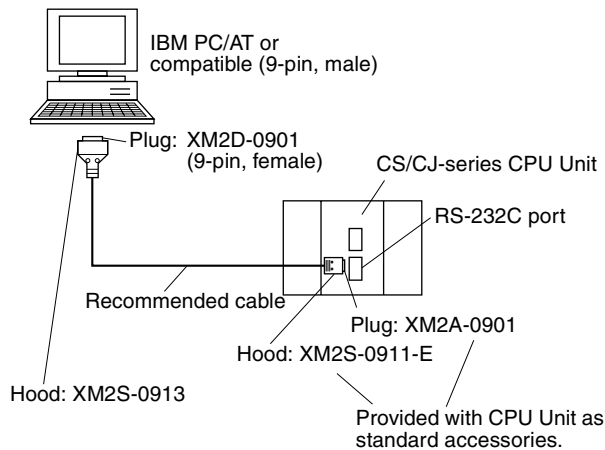 IBM PC/AT or
compatible (9-pin, male)
Plug: XM2D-0901
(9-pin, female)
CS/CJ-series CPU Unit
RS-232C port
Recommended cable
Plug: XM2A-0901
Hood: XM2S-0911-E
Hood: XM2S-0913
Provided with CPU Unit as
standard accessories.